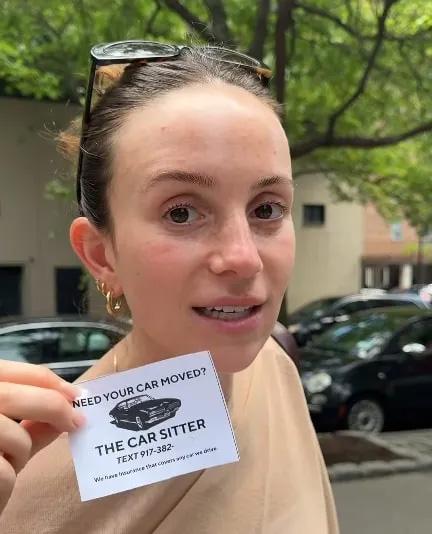 NEED YOUR CAR MOVED?
THE CAR SITTER
TEXT 917-382-
We have insurance that covers any car we drive.